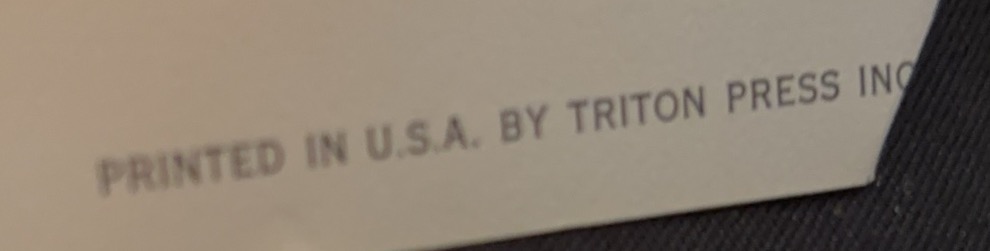 PRINTED IN U.S.A. BY TRITON PRESS INC